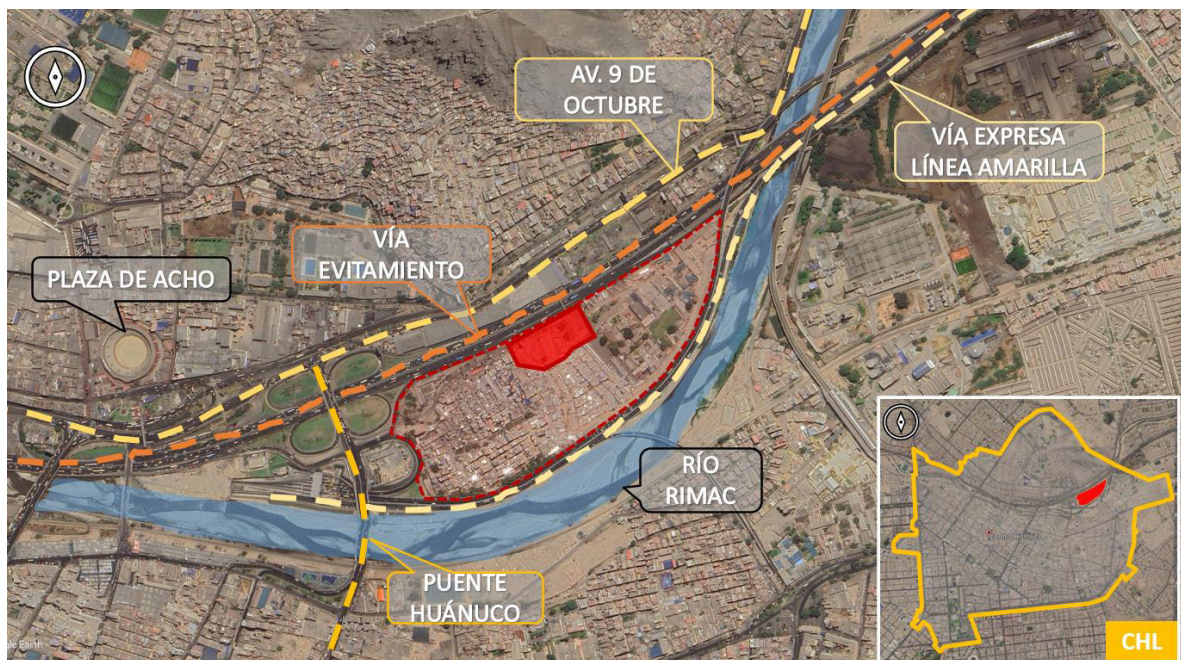 AV. 9 DE
OCTUBRE
VÍA EXPRESA
LÍNEA AMARILLA
VÍA
EVITAMIENTO
PLAZA DE ACHO
RÍO
RIMAC
PUENTE
HUÁNUCO
CHL